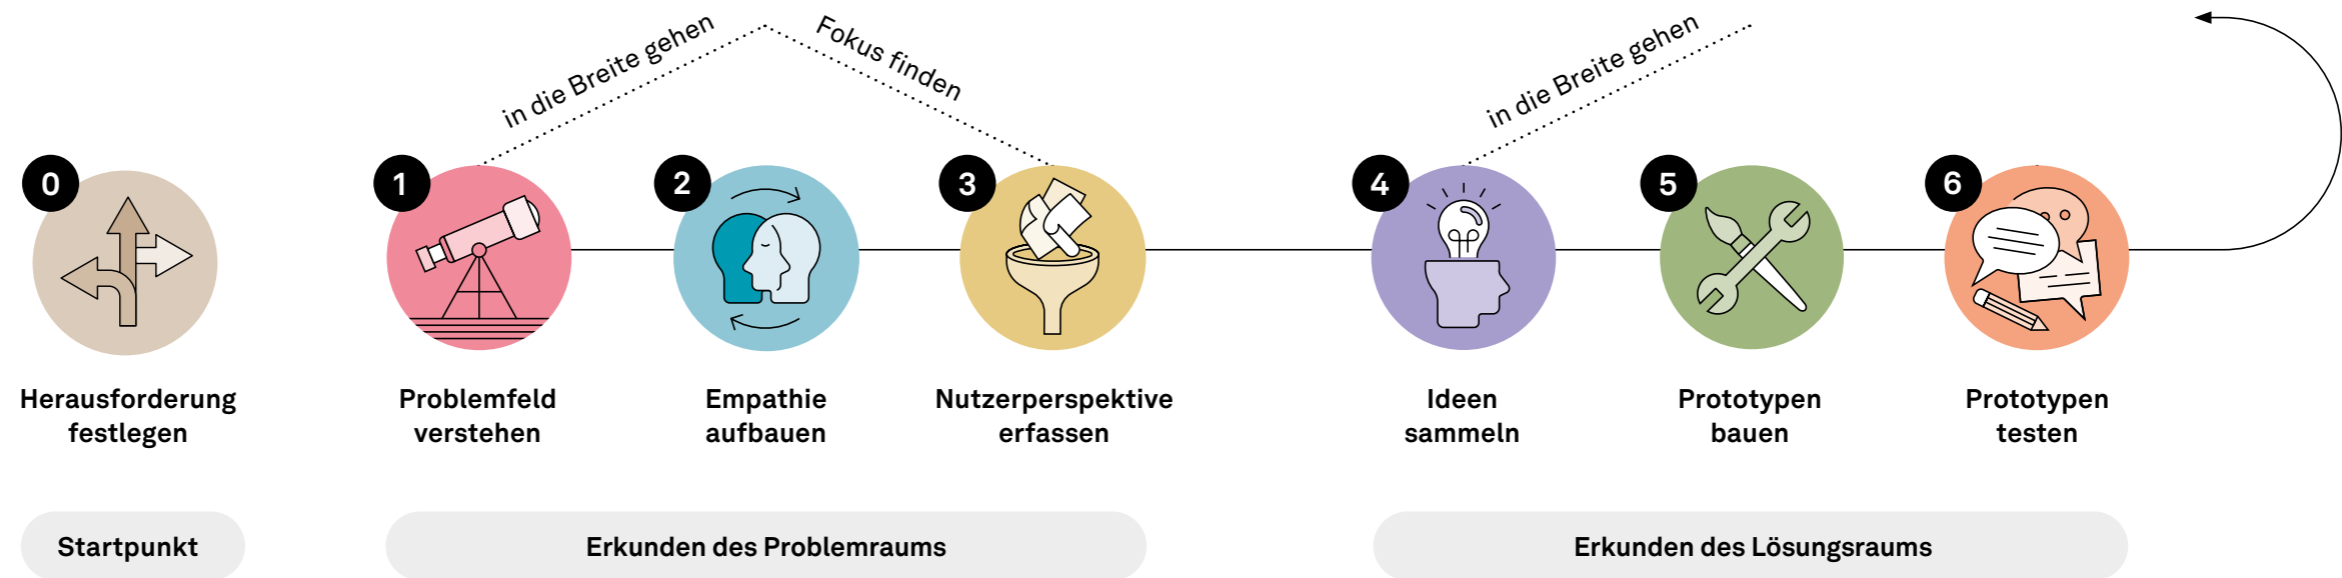 in die Breite gehen
Fokus finden
in die Breite gehen
0
1
2
3
4
5
6
Herausforderung
festlegen
Problemfeld
verstehen
Empathie
aufbauen
Nutzerperspektive
erfassen
Ideen
sammeln
Prototypen
bauen
Prototypen
testen
Startpunkt
Erkunden des Problemraums
Erkunden des Lösungsraums